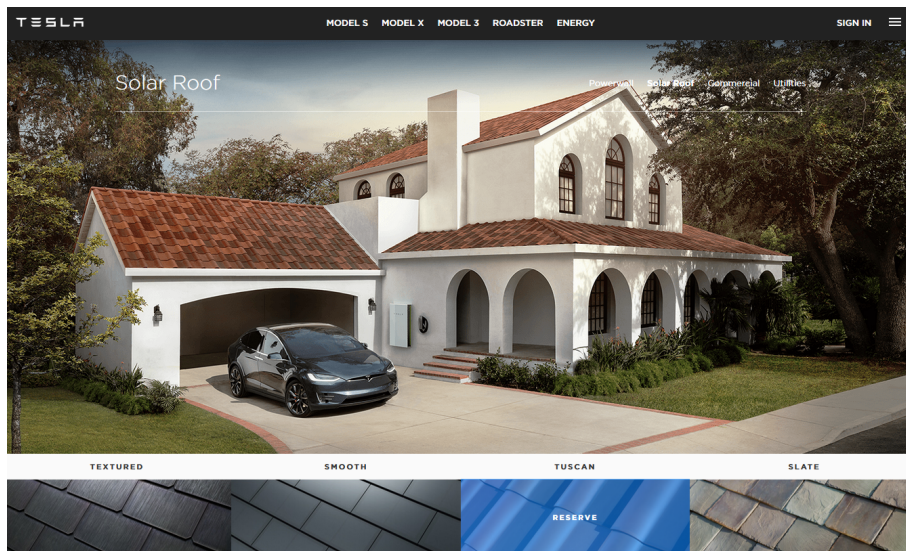 TESLA MODEL S MODEL X MODEL 3 ROADSTER ENERGY SIGN IN
Solar Roof Powerwall Solar Roof Commercial Utilities
TEXTURED SMOOTH TUSCAN SLATE
RESERVE